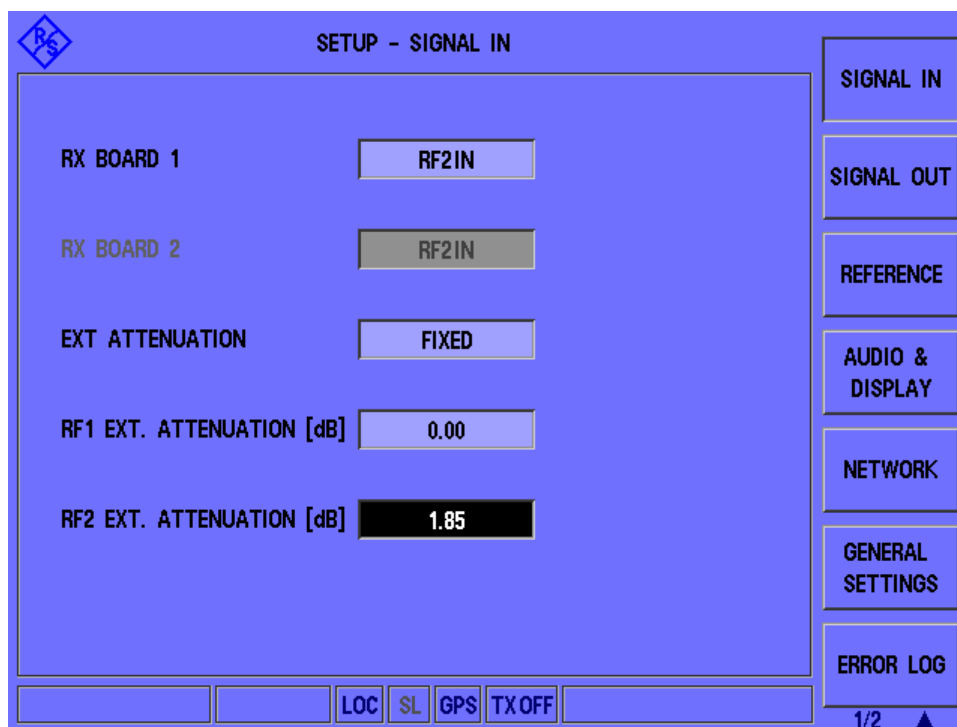 R/S
SETUP - SIGNAL IN
RX BOARD 1
RF2IN
RX BOARD 2
RF2IN
EXT ATTENUATION
FIXED
RF1 EXT. ATTENUATION [dB]
0.00
RF2 EXT. ATTENUATION [dB]
1.85
SIGNAL IN
SIGNAL OUT
REFERENCE
AUDIO &
DISPLAY
NETWORK
GENERAL
SETTINGS
ERROR LOG
1/2
LOC
SL
GPS
TX OFF